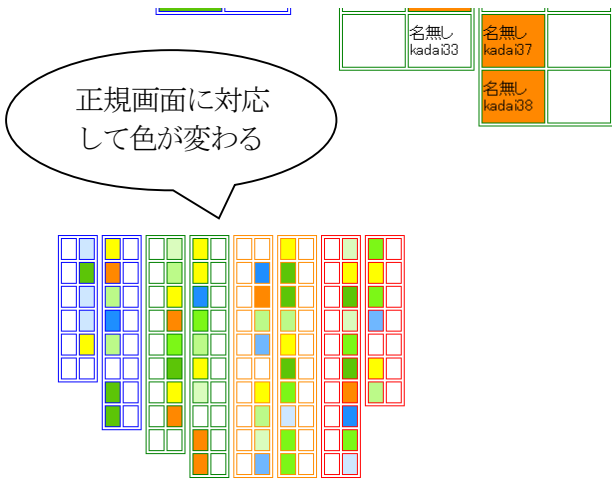 名無し
kadai33
名無し
kadai37
名無し
kadai38
正規画面に対応
して色が変わる